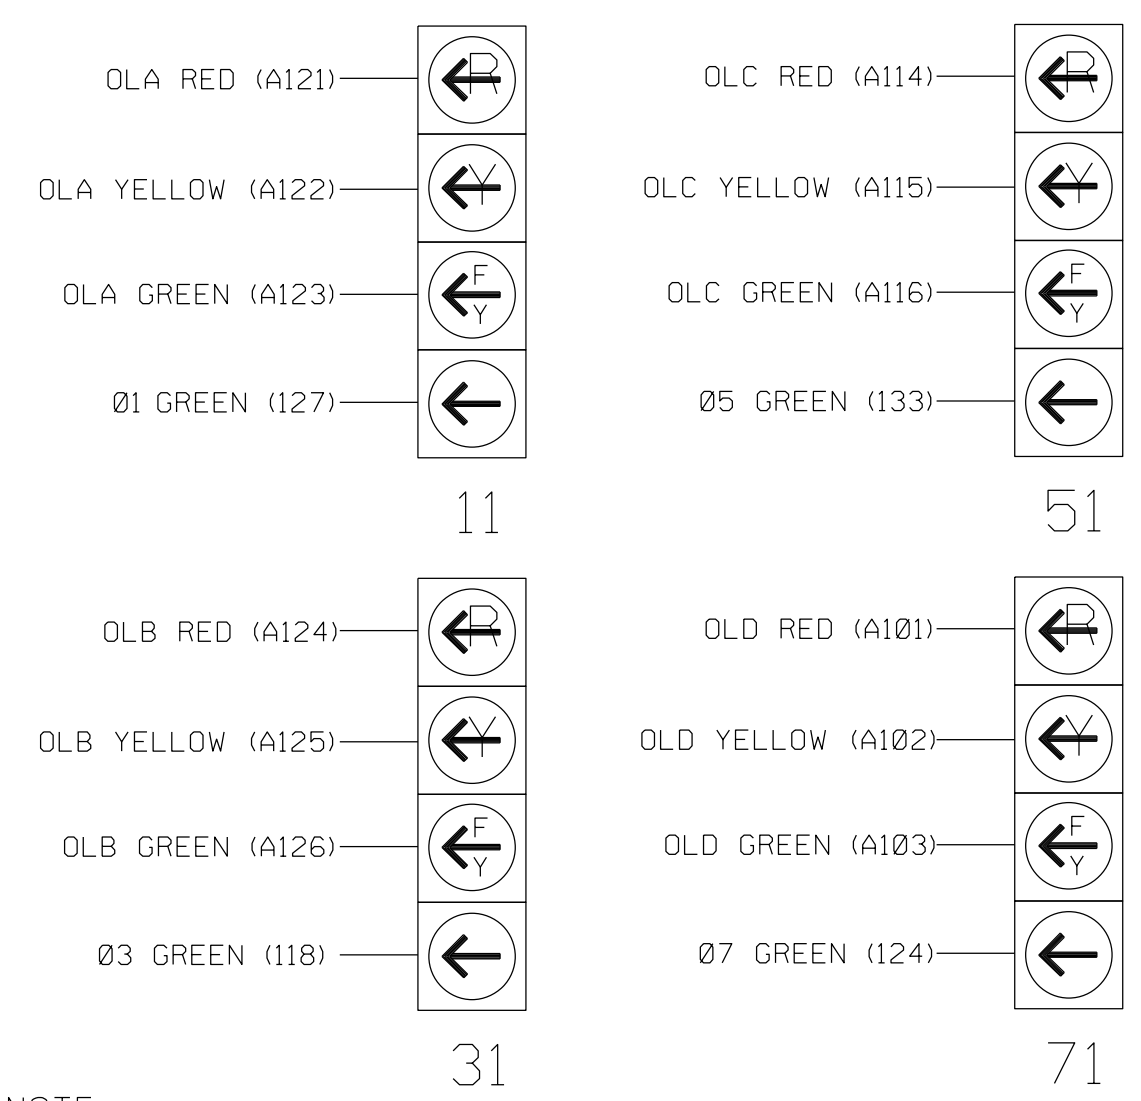 OLA RED (A121)
R
OLA YELLOW (A122)
Y
OLA GREEN (A123)
F
Y
Ø1 GREEN (127)
11
OLC RED (A114)
R
OLC YELLOW (A115)
Y
OLC GREEN (A116)
F
Y
Ø5 GREEN (133)
51
OLB RED (A124)
R
OLB YELLOW (A125)
Y
OLB GREEN (A126)
F
Y
Ø3 GREEN (118)
31
OLD RED (A1Ø1)
R
OLD YELLOW (A1Ø2)
Y
OLD GREEN (A1Ø3)
F
Y
Ø7 GREEN (124)
71
NOTE